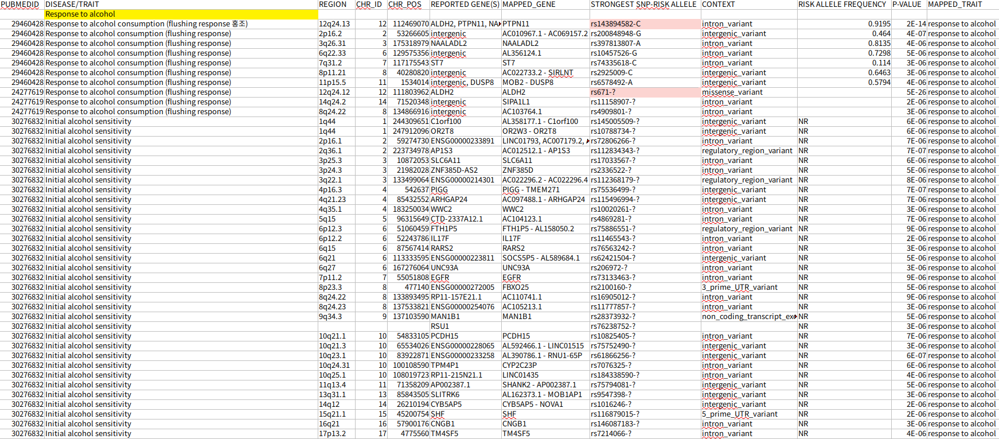 PUBMEDID DISEASE/TRAIT REGION CHR_ID CHR_POS REPORTED GENE(S) MAPPED_GENE STRONGEST SNP-RISK ALLELE CONTEXT RISK ALLELE FREQUENCY P-VALUE MAPPED_TRAIT
Response to alcohol
29460428 Response to alcohol consumption (flushing response 홍조) 12q24.13 12 112469070 ALDH2, PTPN11, NA PTPN11 rs143894582-C intron_variant 0.9195 2E-14 response to alcohol
29460428 Response to alcohol consumption (flushing response) 2p16.2 2 53266605 intergenic AC010967.1 - AC069157.2 rs200848948-G intergenic_variant 0.464 4E-07 response to alcohol
29460428 Response to alcohol consumption (flushing response) 3q26.31 3 175318979 NAALADL2 NAALADL2 rs397813807-A intron_variant 0.8135 4E-06 response to alcohol
29460428 Response to alcohol consumption (flushing response) 6q22.33 6 129575356 intergenic AL356124.1 rs10457526-G intron_variant 0.7298 5E-06 response to alcohol
29460428 Response to alcohol consumption (flushing response) 7q31.2 7 117175543 ST7 ST7 rs74335618-C intron_variant 0.114 3E-06 response to alcohol
29460428 Response to alcohol consumption (flushing response) 8p11.21 8 40280820 intergenic AC022733.2 - SIRLNT rs2925009-C intergenic_variant 0.6463 3E-06 response to alcohol
29460428 Response to alcohol consumption (flushing response) 11p15.5 11 1534014 intergenic, DUSP8 MOB2 - DUSP8 rs6578492-A intergenic_variant 0.5794 4E-06 response to alcohol
24277619 Response to alcohol consumption (flushing response) 12q24.12 12 111803962 ALDH2 ALDH2 rs671-? missense_variant 5E-26 response to alcohol
24277619 Response to alcohol consumption (flushing response) 14q24.2 14 71520348 intergenic SIPA1L1 rs11158907-? intron_variant 2E-06 response to alcohol
24277619 Response to alcohol consumption (flushing response) 8q24.22 8 134866916 intergenic AC103764.1 rs4909801-? intron_variant 3E-06 response to alcohol
30276832 Initial alcohol sensitivity 1q44 1 244309651 C1orf100 AL358177.1 - C1orf100 rs145005509-? intergenic_variant NR 6E-06 response to alcohol
30276832 Initial alcohol sensitivity 1q44 1 247912096 OR2T8 OR2W3 - OR2T8 rs10788734-? intergenic_variant NR 6E-06 response to alcohol
30276832 Initial alcohol sensitivity 2p16.1 2 59274730 ENSG00000233891 LINC01793, AC007179.2, rs72806266-? intron_variant NR 7E-06 response to alcohol
30276832 Initial alcohol sensitivity 2q36.1 2 223734978 AP1S3 AC012512.1 - AP1S3 rs112834343-? regulatory_region_variant NR 7E-07 response to alcohol
30276832 Initial alcohol sensitivity 3p25.3 3 10872053 SLC6A11 SLC6A11 rs17033567-? intron_variant NR 6E-06 response to alcohol
30276832 Initial alcohol sensitivity 3p24.3 3 21982028 ZNF385D-AS2 ZNF385D rs2336522-? intron_variant NR 5E-06 response to alcohol
30276832 Initial alcohol sensitivity 3q22.1 3 133499064 ENSG00000214301 AC022296.2 - AC022296.4 rs112368179-? regulatory_region_variant NR 8E-06 response to alcohol
30276832 Initial alcohol sensitivity 4p16.3 4 542637 PIGG PIGG - TMEM271 rs75536499-? intergenic_variant NR 7E-07 response to alcohol
30276832 Initial alcohol sensitivity 4q21.23 4 85432552 ARHGAP24 AC097488.1 - ARHGAP24 rs115496994-? intergenic_variant NR 7E-06 response to alcohol
30276832 Initial alcohol sensitivity 4q35.1 4 183250034 WWC2 WWC2 rs10020261-? intron_variant NR 3E-06 response to alcohol
30276832 Initial alcohol sensitivity 5q15 5 96315649 CTD-2337A12.1 AC104123.1 rs4869281-? intron_variant NR 7E-06 response to alcohol
30276832 Initial alcohol sensitivity 6p12.3 6 51060459 FTH1P5 FTH1P5 - AL158050.2 rs75886551-? regulatory_region_variant NR 9E-06 response to alcohol
30276832 Initial alcohol sensitivity 6p12.2 6 52243786 IL17F IL17F rs11465543-? intron_variant NR 2E-06 response to alcohol
30276832 Initial alcohol sensitivity 6q15 6 87567414 RARS2 RARS2 rs76563242-? intron_variant NR 3E-06 response to alcohol
30276832 Initial alcohol sensitivity 6q21 6 113333595 ENSG00000223811 SOCS5P5 - AL589684.1 rs62421504-? intergenic_variant NR 5E-06 response to alcohol
30276832 Initial alcohol sensitivity 6q27 6 167276064 UNC93A UNC93A rs206972-? intron_variant NR 3E-06 response to alcohol
30276832 Initial alcohol sensitivity 7p11.2 7 55051808 EGFR EGFR rs73133463-? intron_variant NR 9E-06 response to alcohol
30276832 Initial alcohol sensitivity 8p23.3 8 477140 ENSG00000272005 FBXO25 rs2100160-? 3_prime_UTR_variant NR 5E-06 response to alcohol
30276832 Initial alcohol sensitivity 8q24.22 8 133893495 RP11-157E21.1 AC110741.1 rs16905012-? intron_variant NR 9E-06 response to alcohol
30276832 Initial alcohol sensitivity 8q24.23 8 137533821 ENSG00000254076 AC105213.1 rs11777857-? intron_variant NR 3E-06 response to alcohol
30276832 Initial alcohol sensitivity 9q34.3 9 137103590 MAN1B1 MAN1B1 rs28373932-? non_coding_transcript_ex NR 5E-06 response to alcohol
30276832 Initial alcohol sensitivity RSU1 rs76238752-? NR 3E-06 response to alcohol
30276832 Initial alcohol sensitivity 10q21.1 10 54833105 PCDH15 PCDH15 rs10825405-? intron_variant NR 7E-06 response to alcohol
30276832 Initial alcohol sensitivity 10q21.3 10 65534026 ENSG00000228065 AL592466.1 - LINC01515 rs75752490-? intergenic_variant NR 3E-06 response to alcohol
30276832 Initial alcohol sensitivity 10q23.1 10 83922871 ENSG00000233258 AL390786.1 - RNU1-65P rs61866256-? intergenic_variant NR 6E-07 response to alcohol
30276832 Initial alcohol sensitivity 10q24.31 10 100108590 TPM4P1 CYP2C23P rs7076325-? intron_variant NR 6E-06 response to alcohol
30276832 Initial alcohol sensitivity 10q25.1 10 108019723 RP11-215N21.1 LINC01435 rs184338590-? intron_variant NR 4E-06 response to alcohol
30276832 Initial alcohol sensitivity 11q13.4 11 71358209 AP002387.1 SHANK2 - AP002387.1 rs75794081-? intergenic_variant NR 5E-06 response to alcohol
30276832 Initial alcohol sensitivity 13q31.1 13 85843505 SLITRK6 AL162373.1 - MOB1AP1 rs9547398-? intergenic_variant NR 3E-06 response to alcohol
30276832 Initial alcohol sensitivity 14q12 14 26210194 CYB5AP5 CYB5AP5 - NOVA1 rs1016246-? intergenic_variant NR 2E-06 response to alcohol
30276832 Initial alcohol sensitivity 15q21.1 15 45200754 SHF SHF rs116879015-? 5_prime_UTR_variant NR 2E-06 response to alcohol
30276832 Initial alcohol sensitivity 16q21 16 57900176 CNGB1 CNGB1 rs146087183-? intron_variant NR 3E-06 response to alcohol
30276832 Initial alcohol sensitivity 17p13.2 17 4775560 TM4SF5 TM4SF5 rs7214066-? intron_variant NR 4E-06 response to alcohol